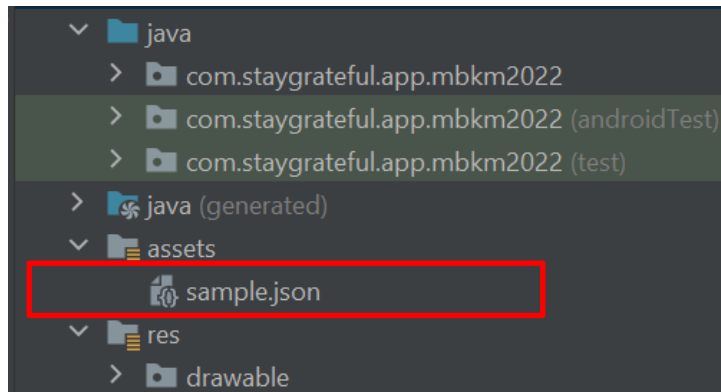 java
com.staygrateful.app.mbkm2022
com.staygrateful.app.mbkm2022 (androidTest)
com.staygrateful.app.mbkm2022 (test)
java (generated)
assets
sample.json
res
drawable